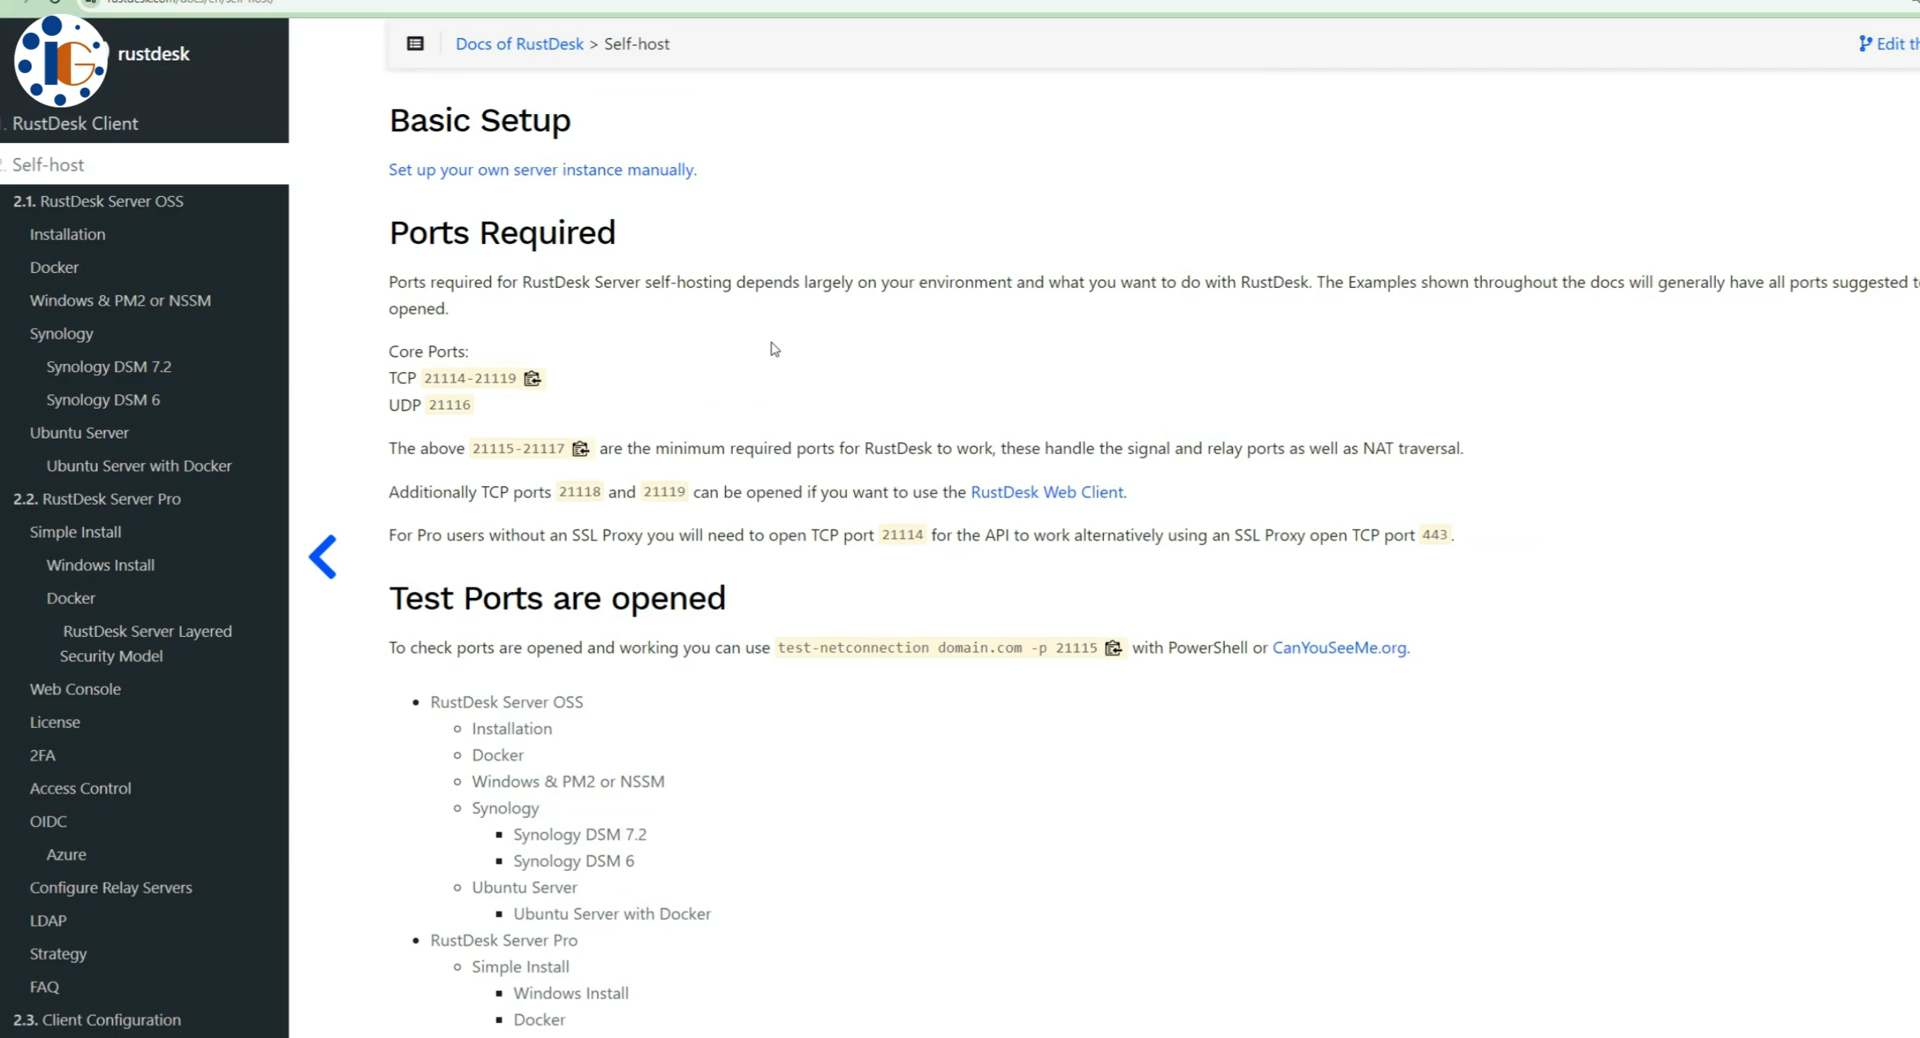 rustdesk.com/docs/en/self-host/
IG
rustdesk
. RustDesk Client
. Self-host
2.1. RustDesk Server OSS
Installation
Docker
Windows & PM2 or NSSM
Synology
Synology DSM 7.2
Synology DSM 6
Ubuntu Server
Ubuntu Server with Docker
2.2. RustDesk Server Pro
Simple Install
Windows Install
Docker
RustDesk Server Layered
Security Model
Web Console
License
2FA
Access Control
OIDC
Azure
Configure Relay Servers
LDAP
Strategy
FAQ
2.3. Client Configuration
Docs of RustDesk > Self-host
Edit th
Basic Setup
Set up your own server instance manually.
Ports Required
Ports required for RustDesk Server self-hosting depends largely on your environment and what you want to do with RustDesk. The Examples shown throughout the docs will generally have all ports suggested t
opened.
Core Ports:
TCP 21114-21119
UDP 21116
The above 21115-21117 are the minimum required ports for RustDesk to work, these handle the signal and relay ports as well as NAT traversal.
Additionally TCP ports 21118 and 21119 can be opened if you want to use the RustDesk Web Client.
For Pro users without an SSL Proxy you will need to open TCP port 21114 for the API to work alternatively using an SSL Proxy open TCP port 443.
Test Ports are opened
To check ports are opened and working you can use test-netconnection domain.com -p 21115 with PowerShell or CanYouSeeMe.org.
RustDesk Server OSS
Installation
Docker
Windows & PM2 or NSSM
Synology
Synology DSM 7.2
Synology DSM 6
Ubuntu Server
Ubuntu Server with Docker
RustDesk Server Pro
Simple Install
Windows Install
Docker